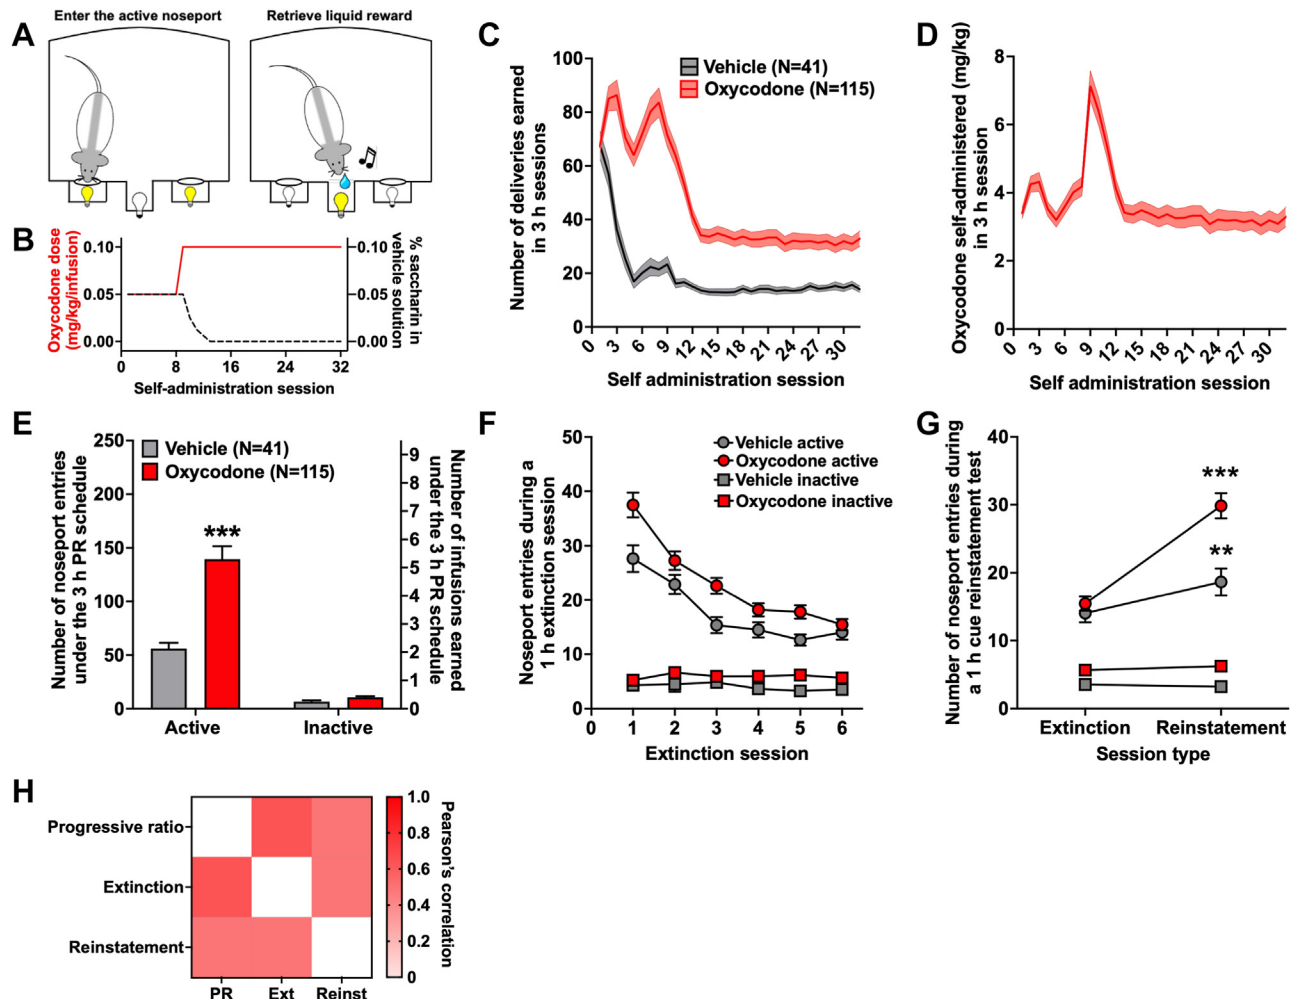 A
Enter the active noseport
Retrieve liquid reward
B
Oxycodone dose
(mg/kg/infusion)
0.10
0.05
0.00
0.10
0.05
0.00
% saccharin in
vehicle solution
0
8
16
24
32
Self-administration session
C
Number of deliveries earned
in 3 h sessions
100
80
60
40
20
0
Vehicle (N=41)
Oxycodone (N=115)
0
3
6
9
12
15
18
21
24
27
30
Self administration session
D
Oxycodone self-administered (mg/kg)
in 3 h session
8
6
4
2
0
0
3
6
9
12
15
18
21
24
27
30
Self administration session
E
Number of noseport entries
under the 3 h PR schedule
250
200
150
100
50
0
Vehicle (N=41)
Oxycodone (N=115)
***
9
8
7
6
5
4
3
2
1
0
Number of infusions earned
under the 3 h PR schedule
Active
Inactive
F
Noseport entries during a
1 h extinction session
50
40
30
20
10
0
Vehicle active
Oxycodone active
Vehicle inactive
Oxycodone inactive
0
1
2
3
4
5
6
Extinction session
G
Number of noseport entries during
a 1 h cue reinstatement test
40
30
20
10
0
***
**
Extinction
Reinstatement
Session type
H
Progressive ratio
Extinction
Reinstatement
PR
Ext
Reinst
1.0
0.8
0.6
0.4
0.2
0
Pearson's correlation